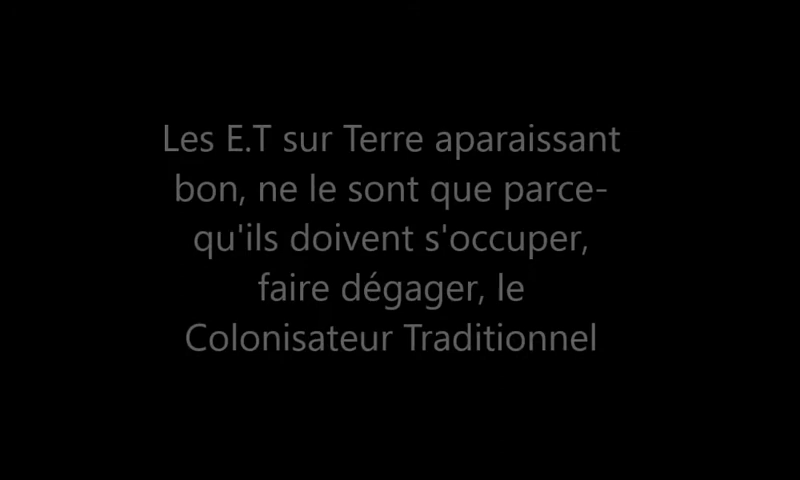 Les E.T sur Terre aparaissant
bon, ne le sont que parce-
qu'ils doivent s'occuper,
faire dégager, le
Colonisateur Traditionnel